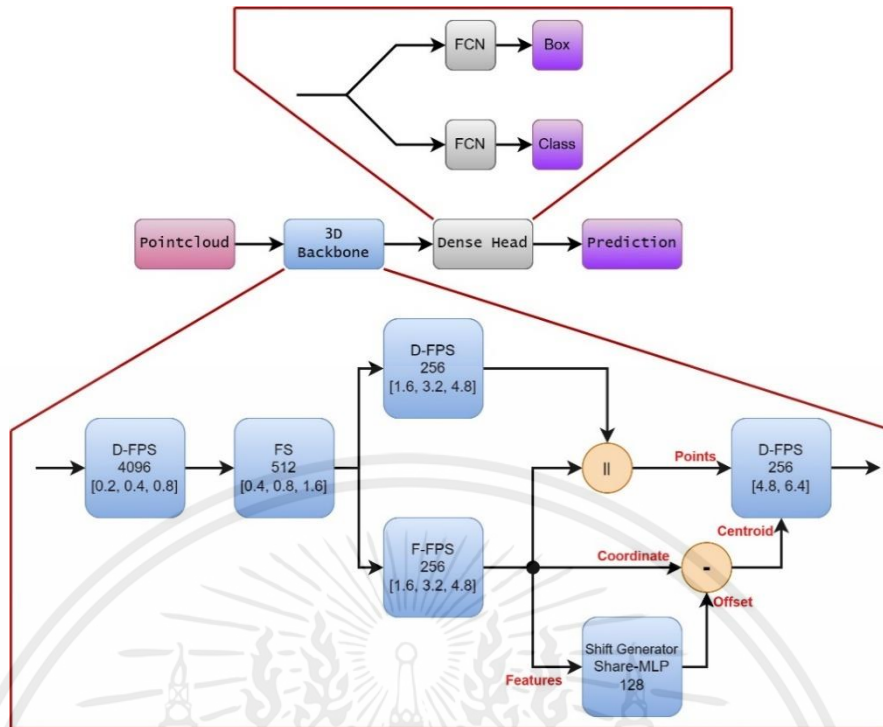 FCN
Box
FCN
Class
Pointcloud
3D
Backbone
Dense Head
Prediction
D-FPS
256
[1.6, 3.2, 4.8]
D-FPS
4096
[0.2, 0.4, 0.8]
FS
512
[0.4, 0.8, 1.6]
||
Points
D-FPS
256
[4.8, 6.4]
F-FPS
256
[1.6, 3.2, 4.8]
Coordinate
-
Centroid
Offset
Features
Shift Generator
Share-MLP
128